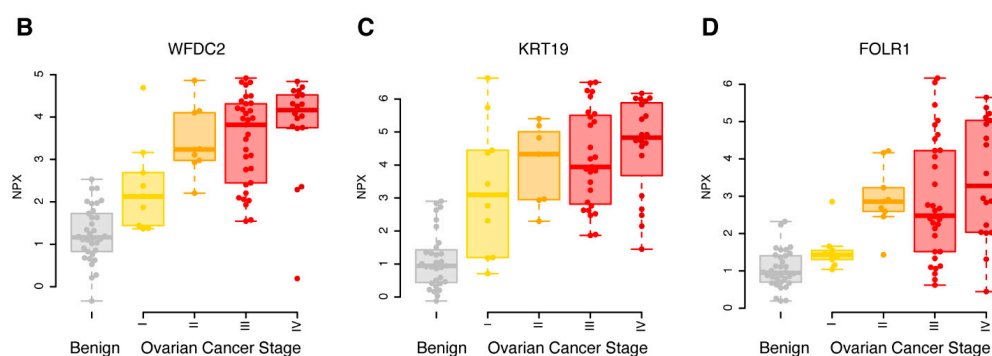 B
WFDC2
NPX
5
4
3
2
1
0
I
I
II
III
IV
Benign
Ovarian Cancer Stage
C
KRT19
NPX
6
5
4
3
2
1
0
I
I
II
III
IV
Benign
Ovarian Cancer Stage
D
FOLR1
NPX
6
5
4
3
2
1
0
I
I
II
III
IV
Benign
Ovarian Cancer Stage